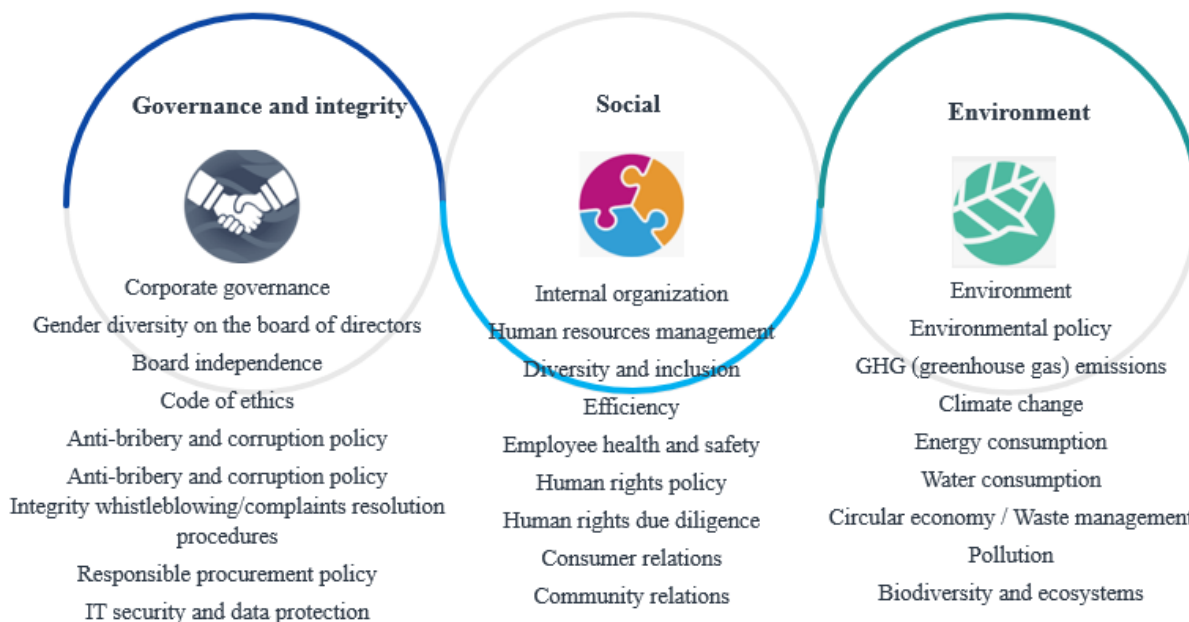 Governance and integrity
Corporate governance
Gender diversity on the board of directors
Board independence
Code of ethics
Anti-bribery and corruption policy
Anti-bribery and corruption policy
Integrity whistleblowing/complaints resolution
procedures
Responsible procurement policy
IT security and data protection
Social
Internal organization
Human resources management
Diversity and inclusion
Efficiency
Employee health and safety
Human rights policy
Human rights due diligence
Consumer relations
Community relations
Environment
Environment
Environmental policy
GHG (greenhouse gas) emissions
Climate change
Energy consumption
Water consumption
Circular economy / Waste management
Pollution
Biodiversity and ecosystems